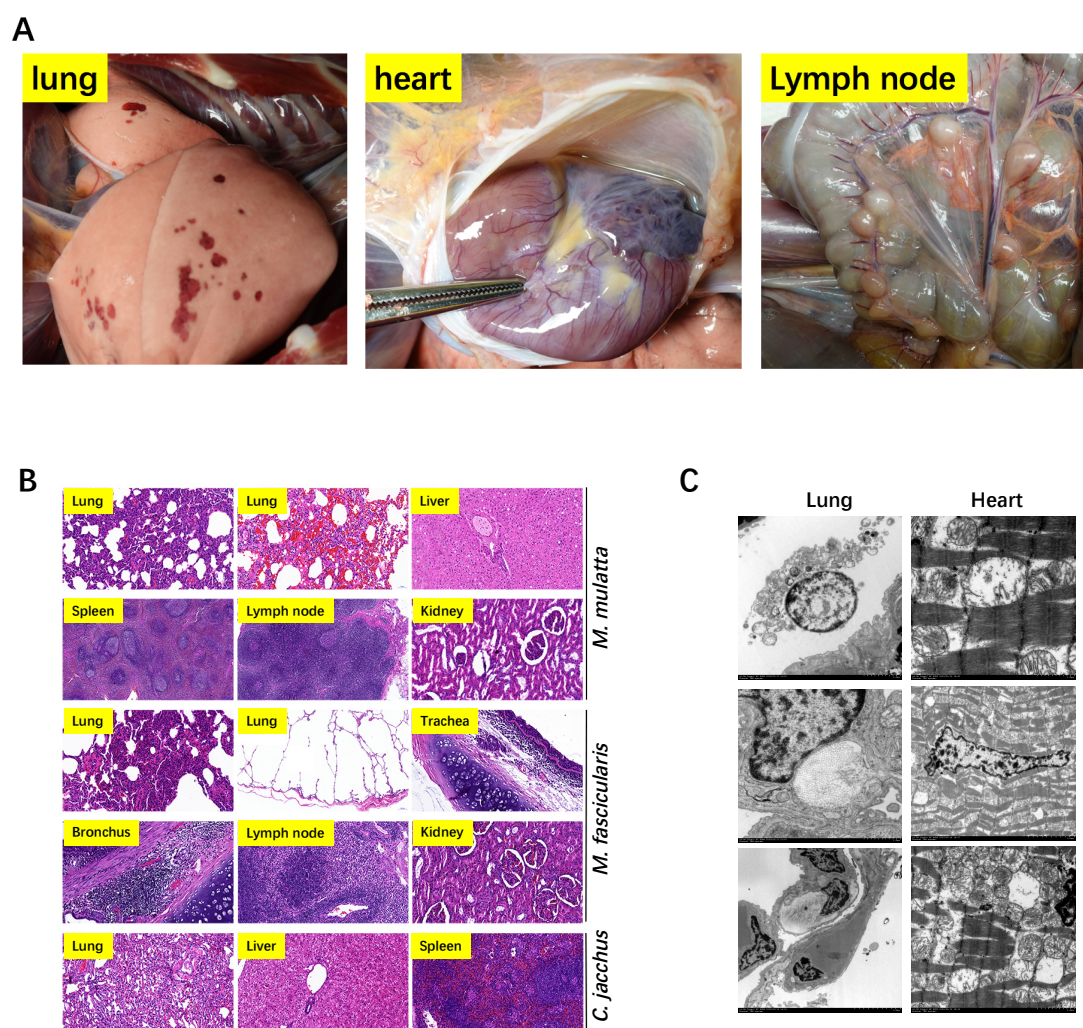 A
lung
heart
Lymph node
B
Lung
Lung
Liver
Spleen
Lymph node
Kidney
M. mulatta
Lung
Lung
Trachea
Bronchus
Lymph node
Kidney
M. fascicularis
Lung
Liver
Spleen
C. jacchus
C
Lung
Heart